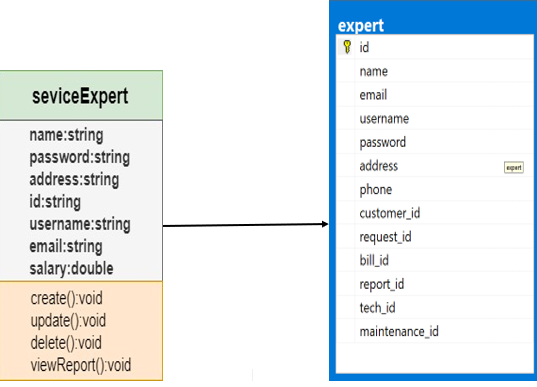 seviceExpert
name:string
password:string
address:string
id:string
username:string
email:string
salary:double
create():void
update():void
delete():void
viewReport():void
expert
id
name
email
username
password
address
expert
phone
customer_id
request_id
bill_id
report_id
tech_id
maintenance_id